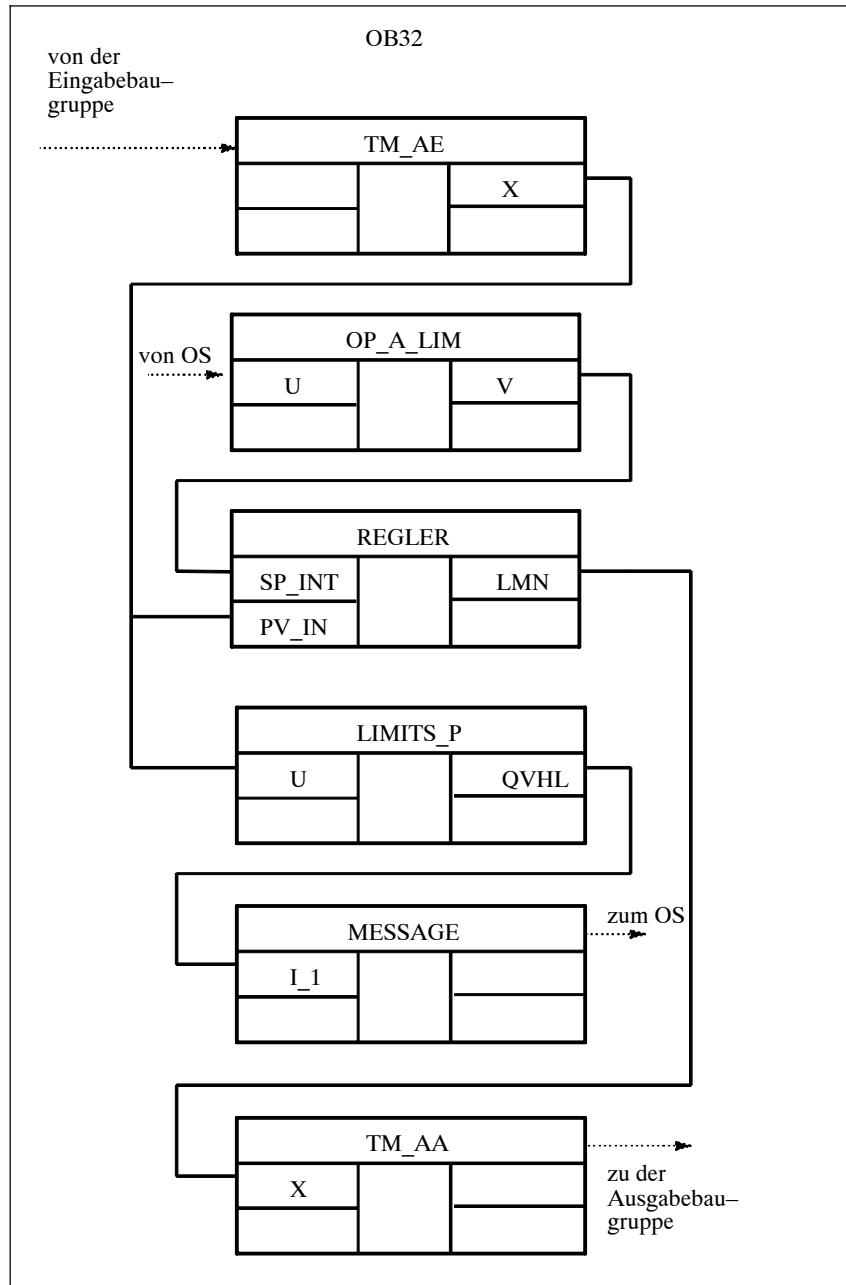 OB32
von der
Eingabebau–
gruppe
TM_AE
X
OP_A_LIM
von OS
U
V
REGLER
SP_INT
LMN
PV_IN
LIMITS_P
U
QVHL
MESSAGE
zum OS
I_1
TM_AA
X
zu der
Ausgabebau–
gruppe